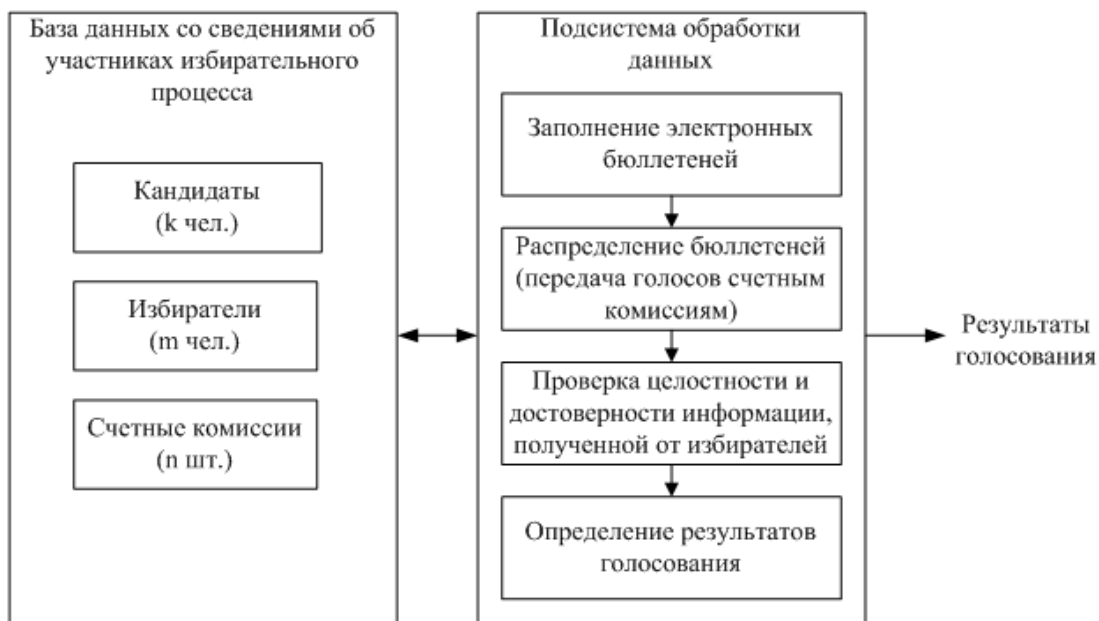 База данных со сведениями об
участниках избирательного
процесса
Кандидаты
(k чел.)
Избиратели
(m чел.)
Счетные комиссии
(n шт.)
Подсистема обработки
данных
Заполнение электронных
бюллетеней
Распределение бюллетеней
(передача голосов счетным
комиссиям)
Проверка целостности и
достоверности информации,
полученной от избирателей
Определение результатов
голосования
Результаты
голосования